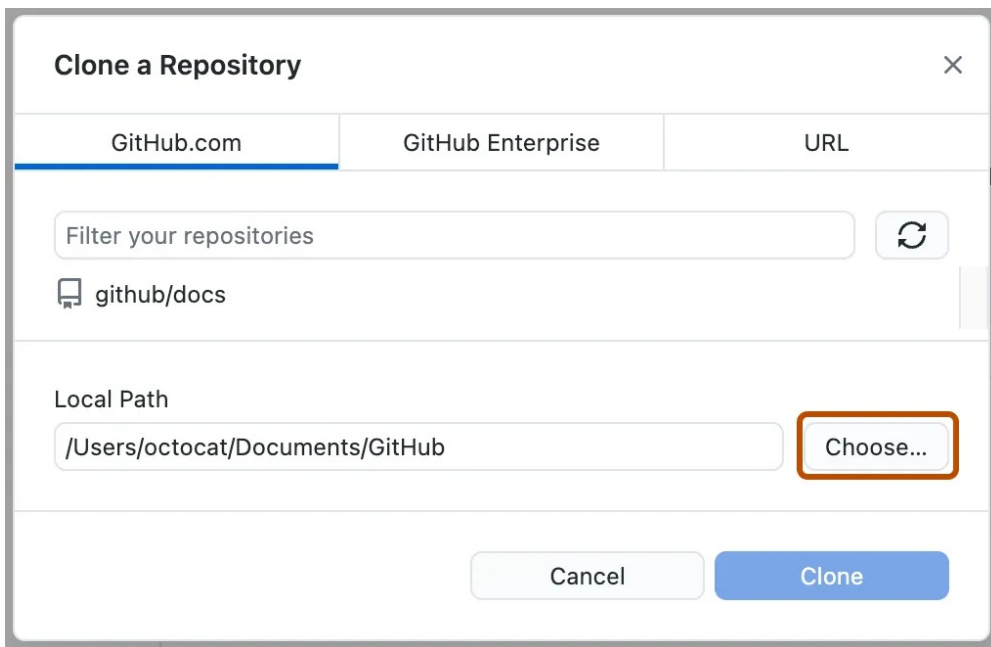 Clone a Repository
GitHub.com GitHub Enterprise URL
Filter your repositories
github/docs
Local Path
/Users/octocat/Documents/GitHub Choose...
Cancel Clone